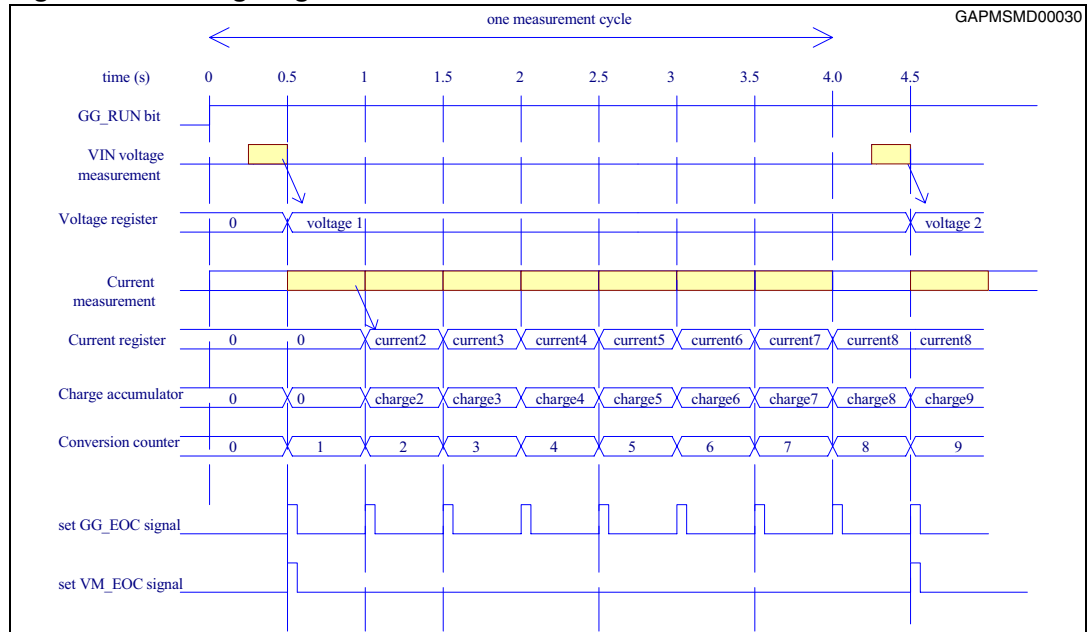 one measurement cycle
GAPMSMD00030
time (s) 0 0.5 1 1.5 2 2.5 3 3.5 4.0 4.5
GG_RUN bit
VIN voltage
measurement
Voltage register 0 voltage 1 voltage 2
Current
measurement
Current register 0 0 current2 current3 current4 current5 current6 current7 current8 current8
Charge accumulator 0 0 charge2 charge3 charge4 charge5 charge6 charge7 charge8 charge9
Conversion counter 0 1 2 3 4 5 6 7 8 9
set GG_EOC signal
set VM_EOC signal